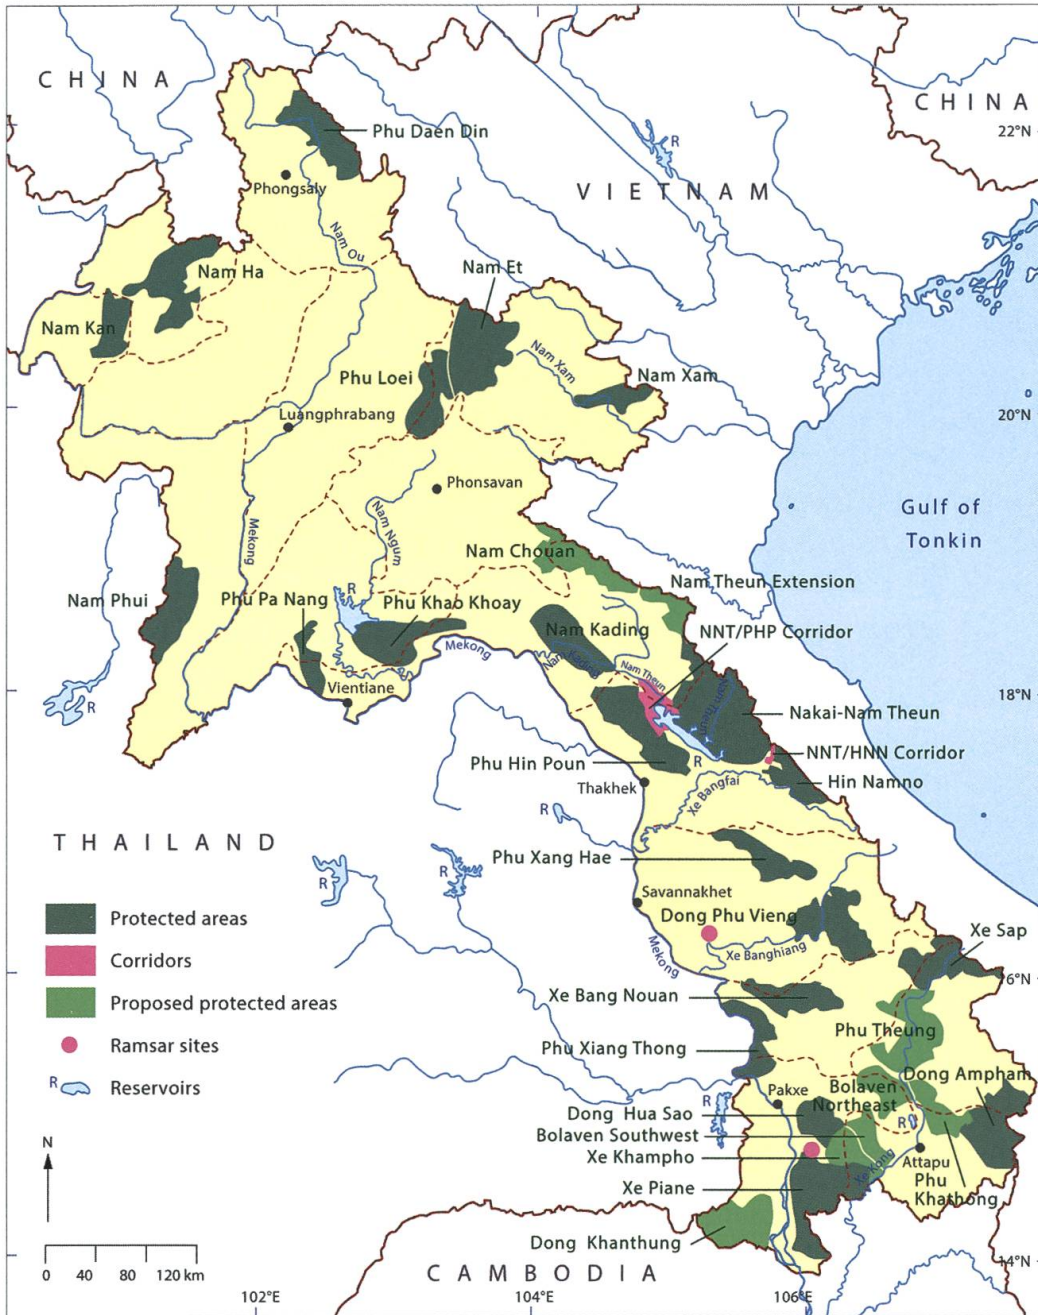 CHINA
CHINA
22°N
Phu Daen Din
VIETNAM
Phongsaly
R
Nam Ou
Nam Ha
Nam Et
Nam Kan
Nam Xam
Phu Loei
Nam Xam
Luangphrabang
20°N
Phonsavan
Gulf of
Tonkin
Mekong
Nam Ngum
Nam Chouan
Nam Theun Extension
Nam Phui
Phu Pa Nang
R
Phu Khao Khoay
Nam Kading
NNT/PHP Corridor
Mekong
Nam Kading
Nam Theun
Vientiane
18°N
R
Nam Theun
Nakai-Nam Theun
NNT/HNN Corridor
Phu Hin Poun
R
Hin Namno
Thakhek
Xe Bangfai
R
THAILAND
Phu Xang Hae
R
R
Savannakhet
Protected areas
Dong Phu Vieng
Xe Sap
Corridors
Mekong
Xe Banghiang
16°N
Proposed protected areas
Xe Bang Nouan
Phu Theung
Ramsar sites
Phu Xiang Thong
Dong Ampham
R Reservoirs
Pakxe
Bolaven
Northeast
R
Dong Hua Sao
R
Bolaven Southwest
N
Xe Khampho
Xe Kong
Attapu
Phu
Khathong
Xe Piane
Dong Khanthung
0 40 80 120 km
CAMBODIA
14°N
102°E
104°E
106°E